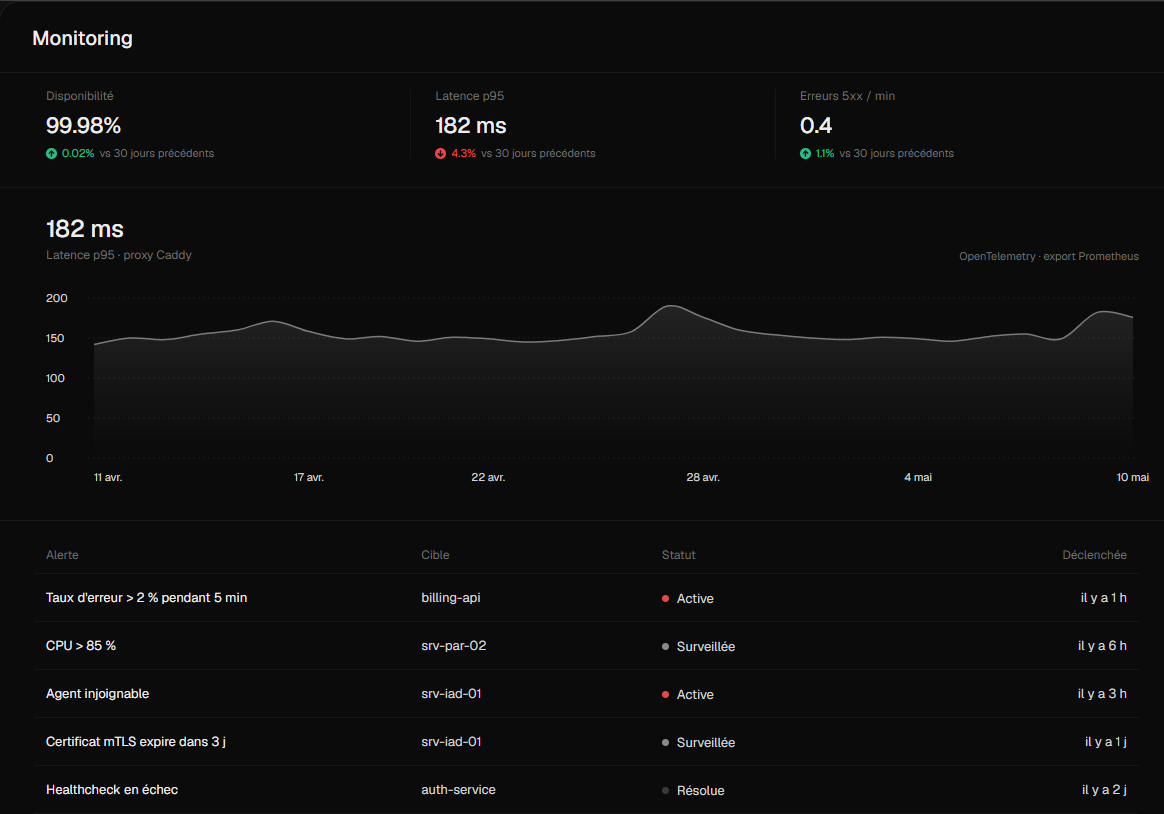 Monitoring
Disponibilité
99.98%
0.02% vs 30 jours précédents
Latence p95
182 ms
4.3% vs 30 jours précédents
Erreurs 5xx / min
0.4
1.1% vs 30 jours précédents
182 ms
Latence p95 · proxy Caddy
OpenTelemetry · export Prometheus
200
150
100
50
0
11 avr.
17 avr.
22 avr.
28 avr.
4 mai
10 mai
Alerte Cible Statut Déclenchée
Taux d'erreur > 2 % pendant 5 min billing-api Active il y a 1 h
CPU > 85 % srv-par-02 Surveillée il y a 6 h
Agent injoignable srv-iad-01 Active il y a 3 h
Certificat mTLS expire dans 3 j srv-iad-01 Surveillée il y a 1 j
Healthcheck en échec auth-service Résolue il y a 2 j